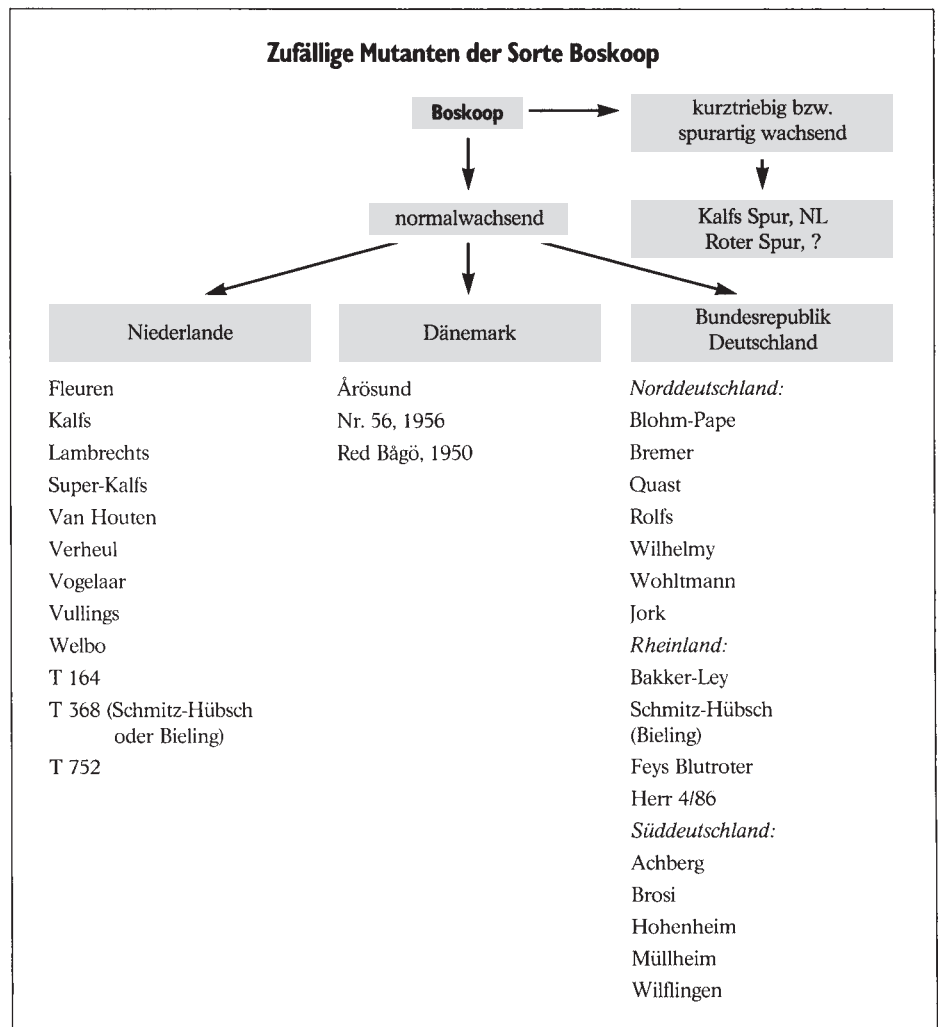 Zufällige Mutanten der Sorte Boskoop
Boskoop
kurztriebig bzw.
spurartig wachsend
Kalfs Spur, NL
Roter Spur, ?
normalwachsend
Niederlande
Fleuren
Kalfs
Lambrechts
Super-Kalfs
Van Houten
Verheul
Vogelaar
Vullings
Welbo
T 164
T 368 (Schmitz-Hübsch
oder Bieling)
T 752
Dänemark
Årösund
Nr. 56, 1956
Red Bågö, 1950
Bundesrepublik
Deutschland
Norddeutschland:
Blohm-Pape
Bremer
Quast
Rolfs
Wilhelmy
Wohltmann
Jork
Rheinland:
Bakker-Ley
Schmitz-Hübsch
(Bieling)
Feys Blutroter
Herr 4/86
Süddeutschland:
Achberg
Brosi
Hohenheim
Müllheim
Wilflingen